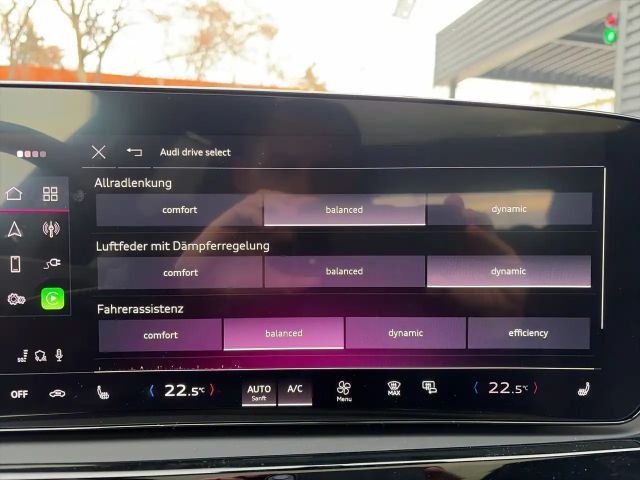 Audi drive select
Allradlenkung
comfort balanced dynamic
Luftfeder mit Dämpferregelung
comfort balanced dynamic
Fahrerassistenz
comfort balanced dynamic efficiency
OFF 22.5°C AUTO A/C Menu MAX 22.5°C
Sanft